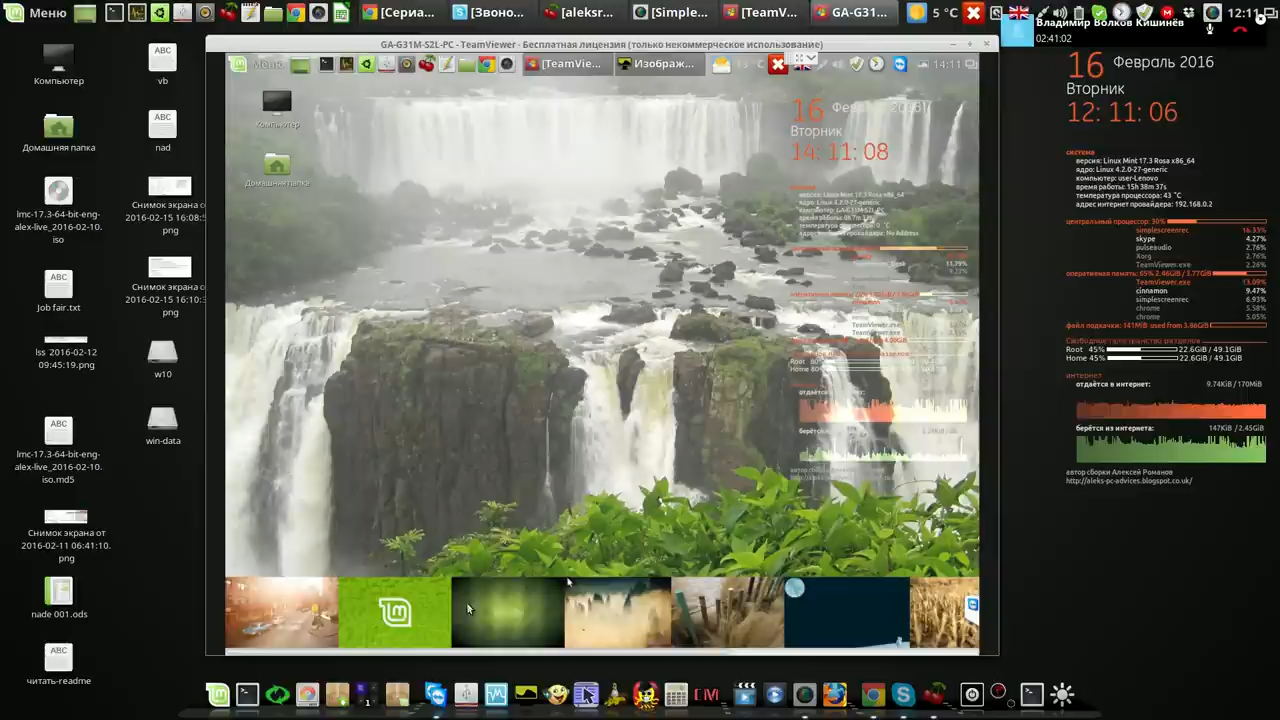 Меню
[Сериа...
[Звоно...
[aleksr...
[Simple...
[TeamV...
GA-G31...
5 °C
12:11
Владимир Волков Кишинёв
02:41:02
GA-G31M-S2L-PC - TeamViewer - Бесплатная лицензия (только некоммерческое использование)
Меню
[TeamVie...
Изображ...
14:11
Компьютер
Домашняя папка
lmc-17.3-64-bit-eng-
alex-live_2016-02-10.
iso
Job fair.txt
lss 2016-02-12
09:45:19.png
lmc-17.3-64-bit-eng-
alex-live_2016-02-10.
iso.md5
Снимок экрана от
2016-02-11 06:41:10.
png
nade 001.ods
читать-readme
ABC
vb
ABC
nad
Снимок экрана от
2016-02-15 16:08:5
png
Снимок экрана от
2016-02-15 16:10:3
png
w10
win-data
Компьютер
Домашняя папка
16 Февраль 2016
Вторник
14: 11: 08
16 Февраль 2016
Вторник
12: 11: 06
система
версия: Linux Mint 17.3 Rosa x86_64
ядро: Linux 4.2.0-27-generic
компьютер: user-Lenovo
время работы: 15h 38m 37s
температура процессора: 43 °C
адрес интернет провайдера: 192.168.0.2
центральный процессор: 30%
simplescreenrec 16.33%
skype 4.27%
pulseaudio 2.76%
Xorg 2.76%
TeamViewer.exe 2.26%
оперативная память: 65% 2.46GiB / 3.77GiB
TeamViewer.exe 13.09%
cinnamon 9.47%
simplescreenrec 6.93%
chrome 5.58%
chrome 5.05%
файл подкачки: 141MiB used from 3.86GiB
Свободное пространство разделов
Root 45% 22.6GiB / 49.1GiB
Home 45% 22.6GiB / 49.1GiB
интернет
отдаётся в интернет: 9.74KiB / 170MiB
берётся из интернета: 147KiB / 2.45GiB
автор сборки Алексей Романов
http://aleks-pc-advices.blogspot.co.uk/